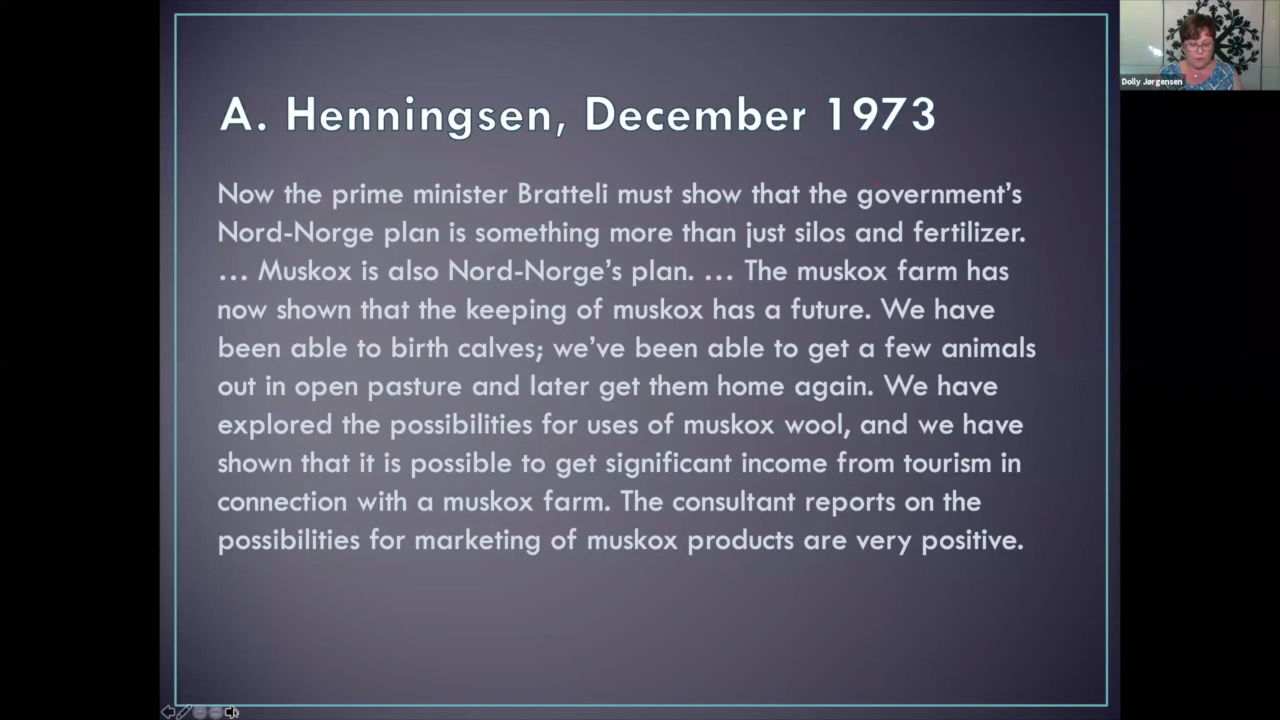 A. Henningsen, December 1973
Now the prime minister Bratteli must show that the government's
Nord-Norge plan is something more than just silos and fertilizer.
… Muskox is also Nord-Norge's plan. … The muskox farm has
now shown that the keeping of muskox has a future. We have
been able to birth calves; we've been able to get a few animals
out in open pasture and later get them home again. We have
explored the possibilities for uses of muskox wool, and we have
shown that it is possible to get significant income from tourism in
connection with a muskox farm. The consultant reports on the
possibilities for marketing of muskox products are very positive.
Dolly Jørgensen